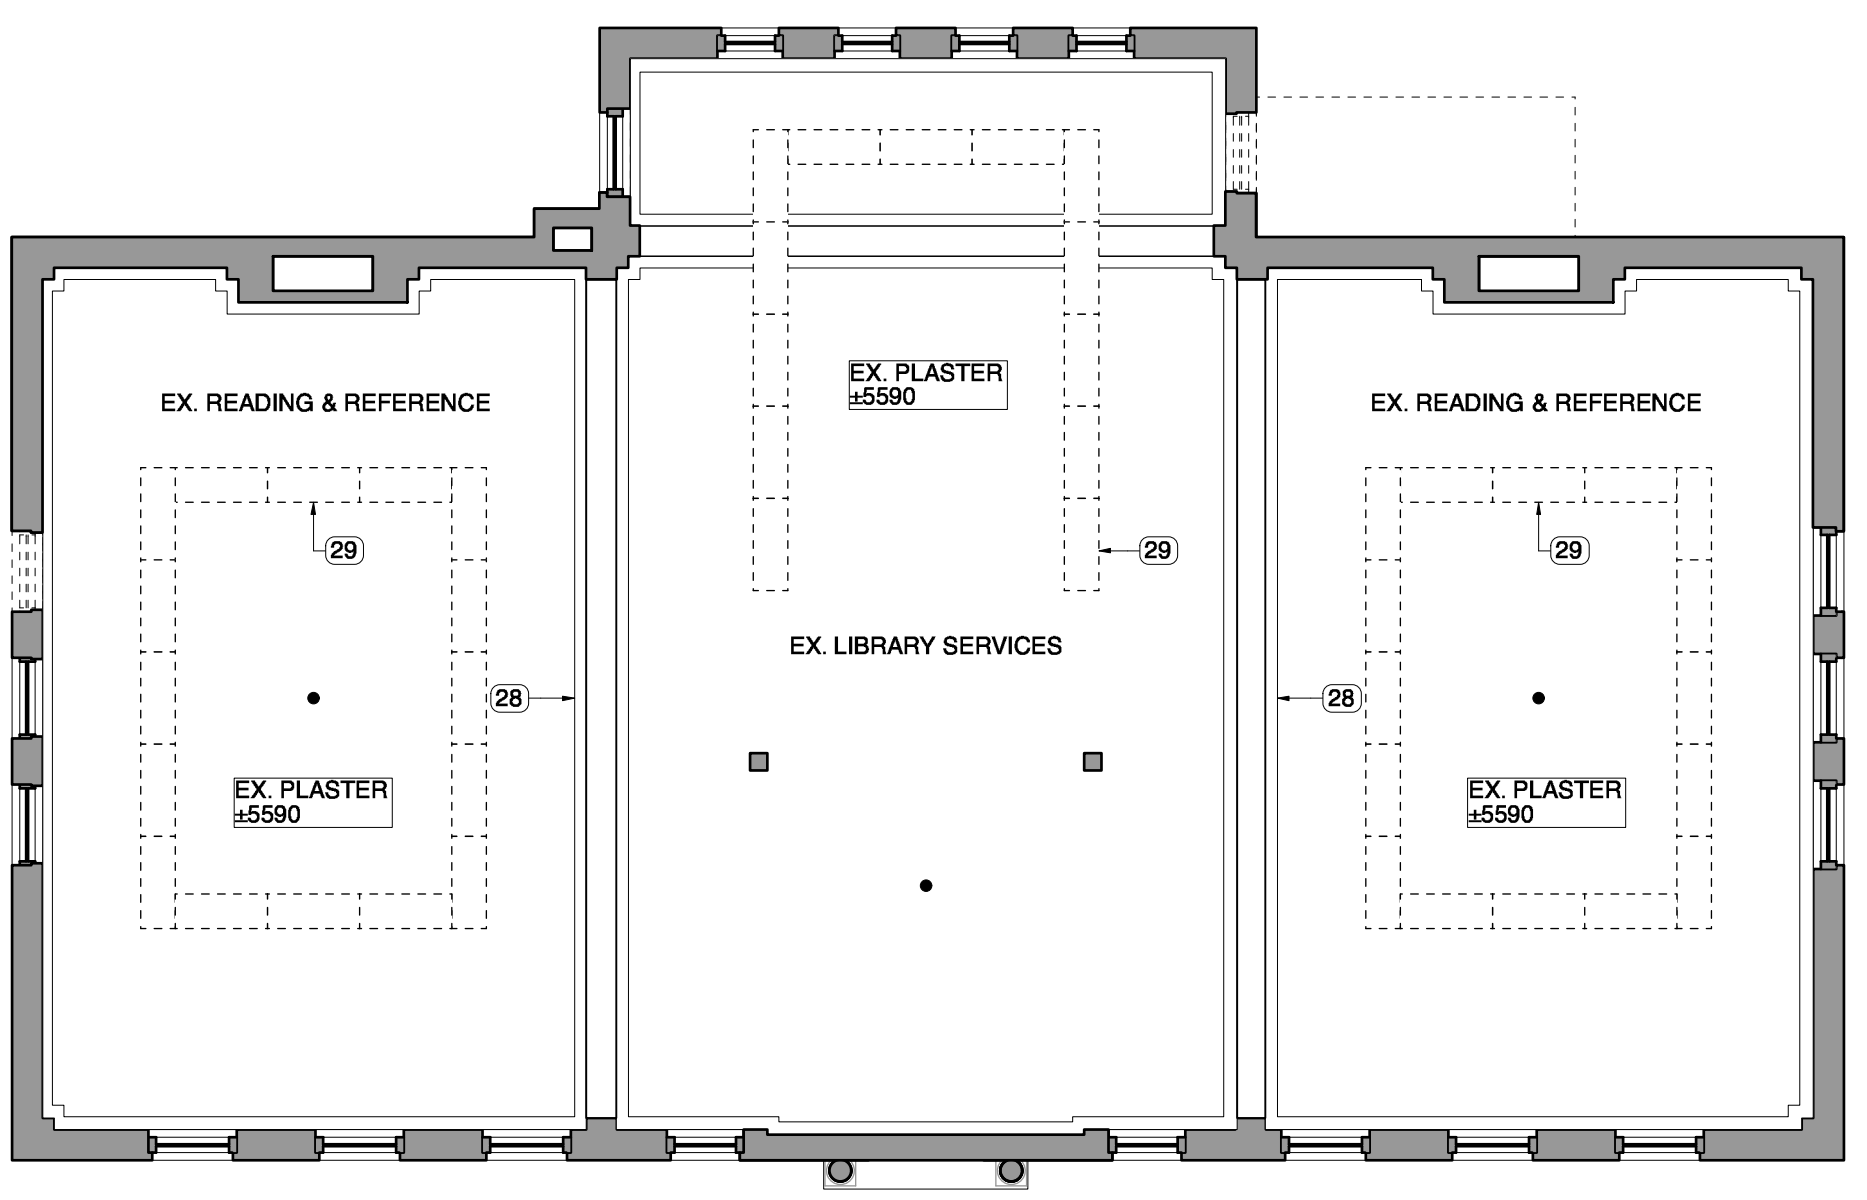 EX. PLASTER
±5590
EX. READING & REFERENCE
EX. READING & REFERENCE
29
29
29
EX. LIBRARY SERVICES
28
28
EX. PLASTER
±5590
EX. PLASTER
±5590